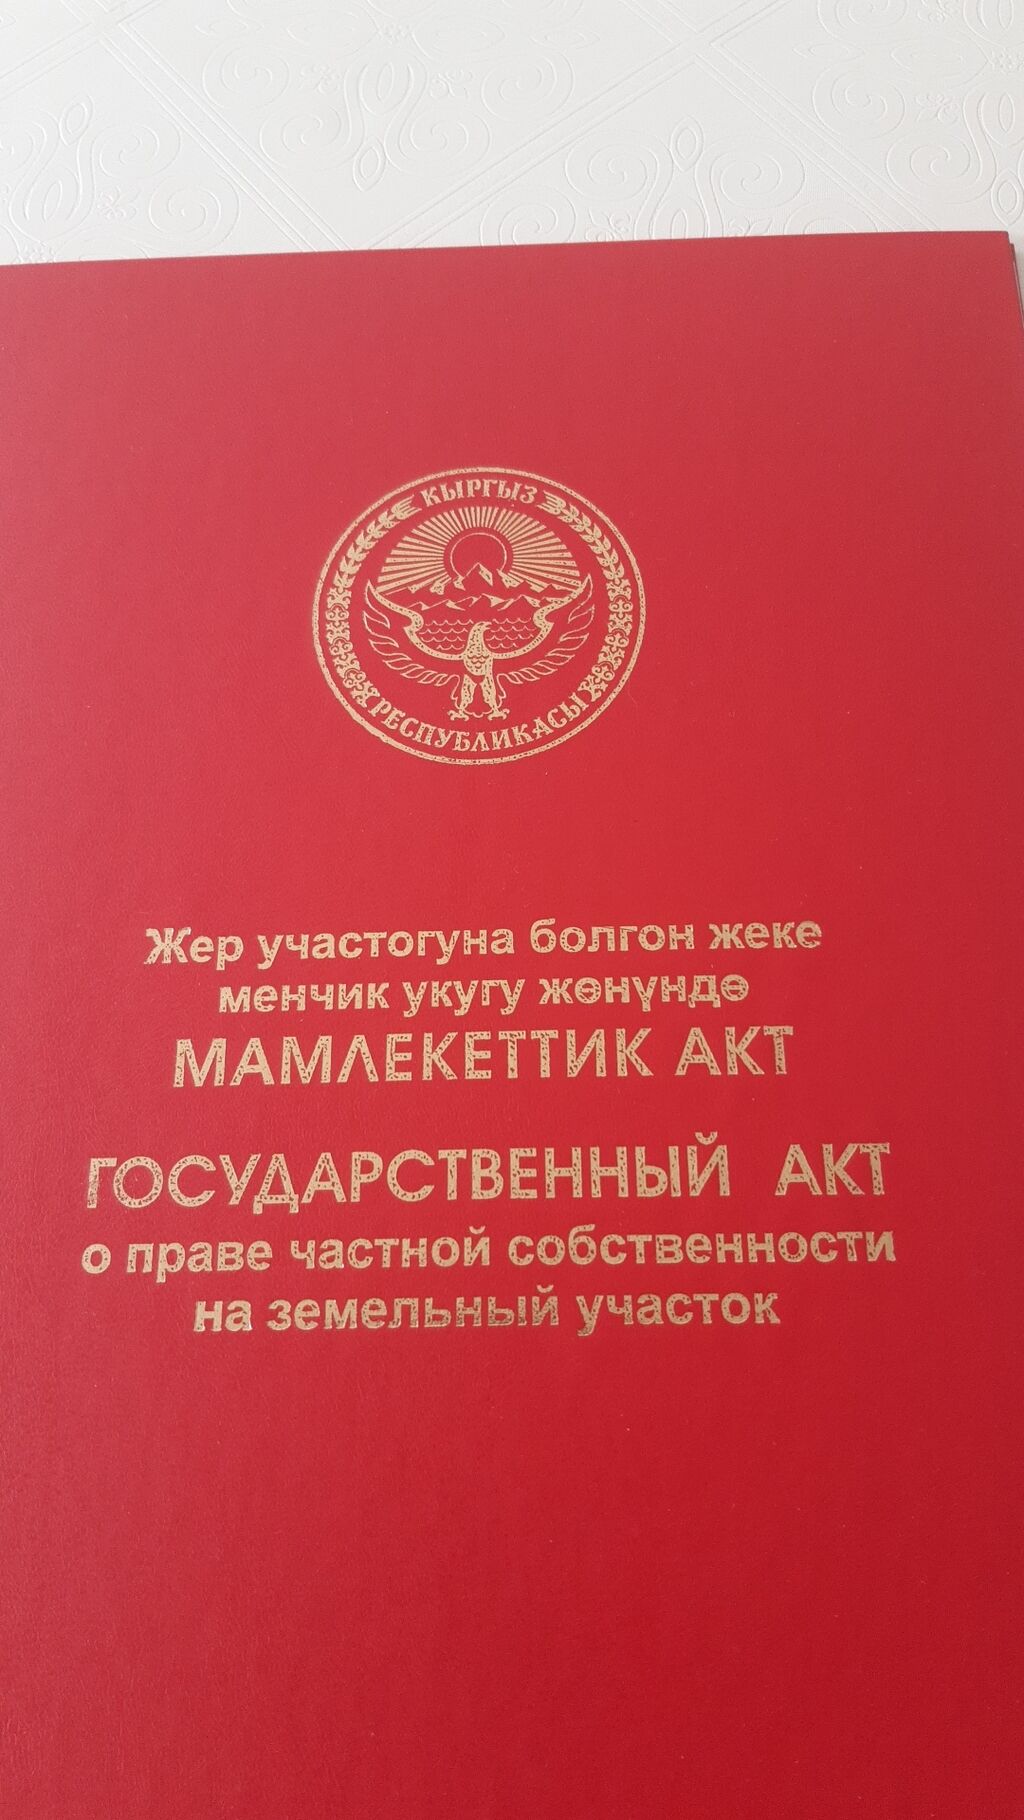 КЫРГЫЗ
РЕСПУБЛИКАСЫ
Жер участогуна болгон жеке
менчик укугу жөнүндө
МАМЛЕКЕТТИК АКТ
ГОСУДАРСТВЕННЫЙ АКТ
о праве частной собственности
на земельный участок